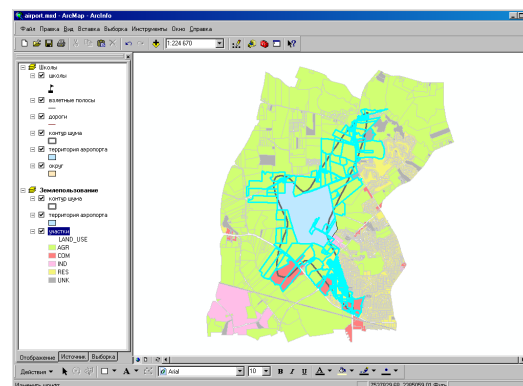 airport.mxd - ArcMap - ArcInfo
Файл Правка Вид Вставка Выборка Инструменты Окно Справка
1:224 670
Школы
школы
взлетные полосы
дороги
контур шума
территория аэропорта
округ
Землепользование
контур шума
территория аэропорта
участки
LAND_USE
AGR
COM
IND
RES
UNK
Отображение Источник Выборка
Действия
Arial
10